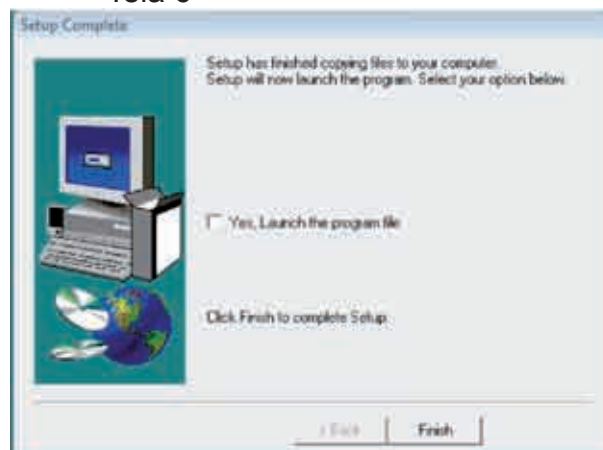 Setup Complete
Setup has finished copying files to your computer.
Setup will now launch the program. Select your option below.
Yes, Launch the program file
Click Finish to complete Setup.
< Back
Finish